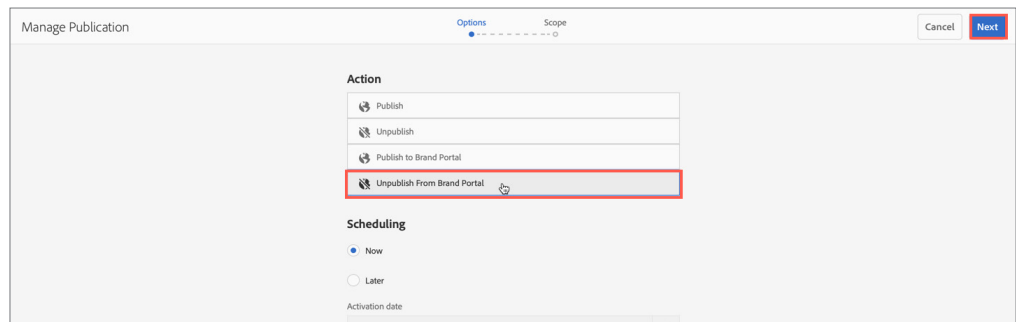 Manage Publication
Options Scope
Cancel Next
Action
Publish
Unpublish
Publish to Brand Portal
Unpublish From Brand Portal
Scheduling
Now
Later
Activation date